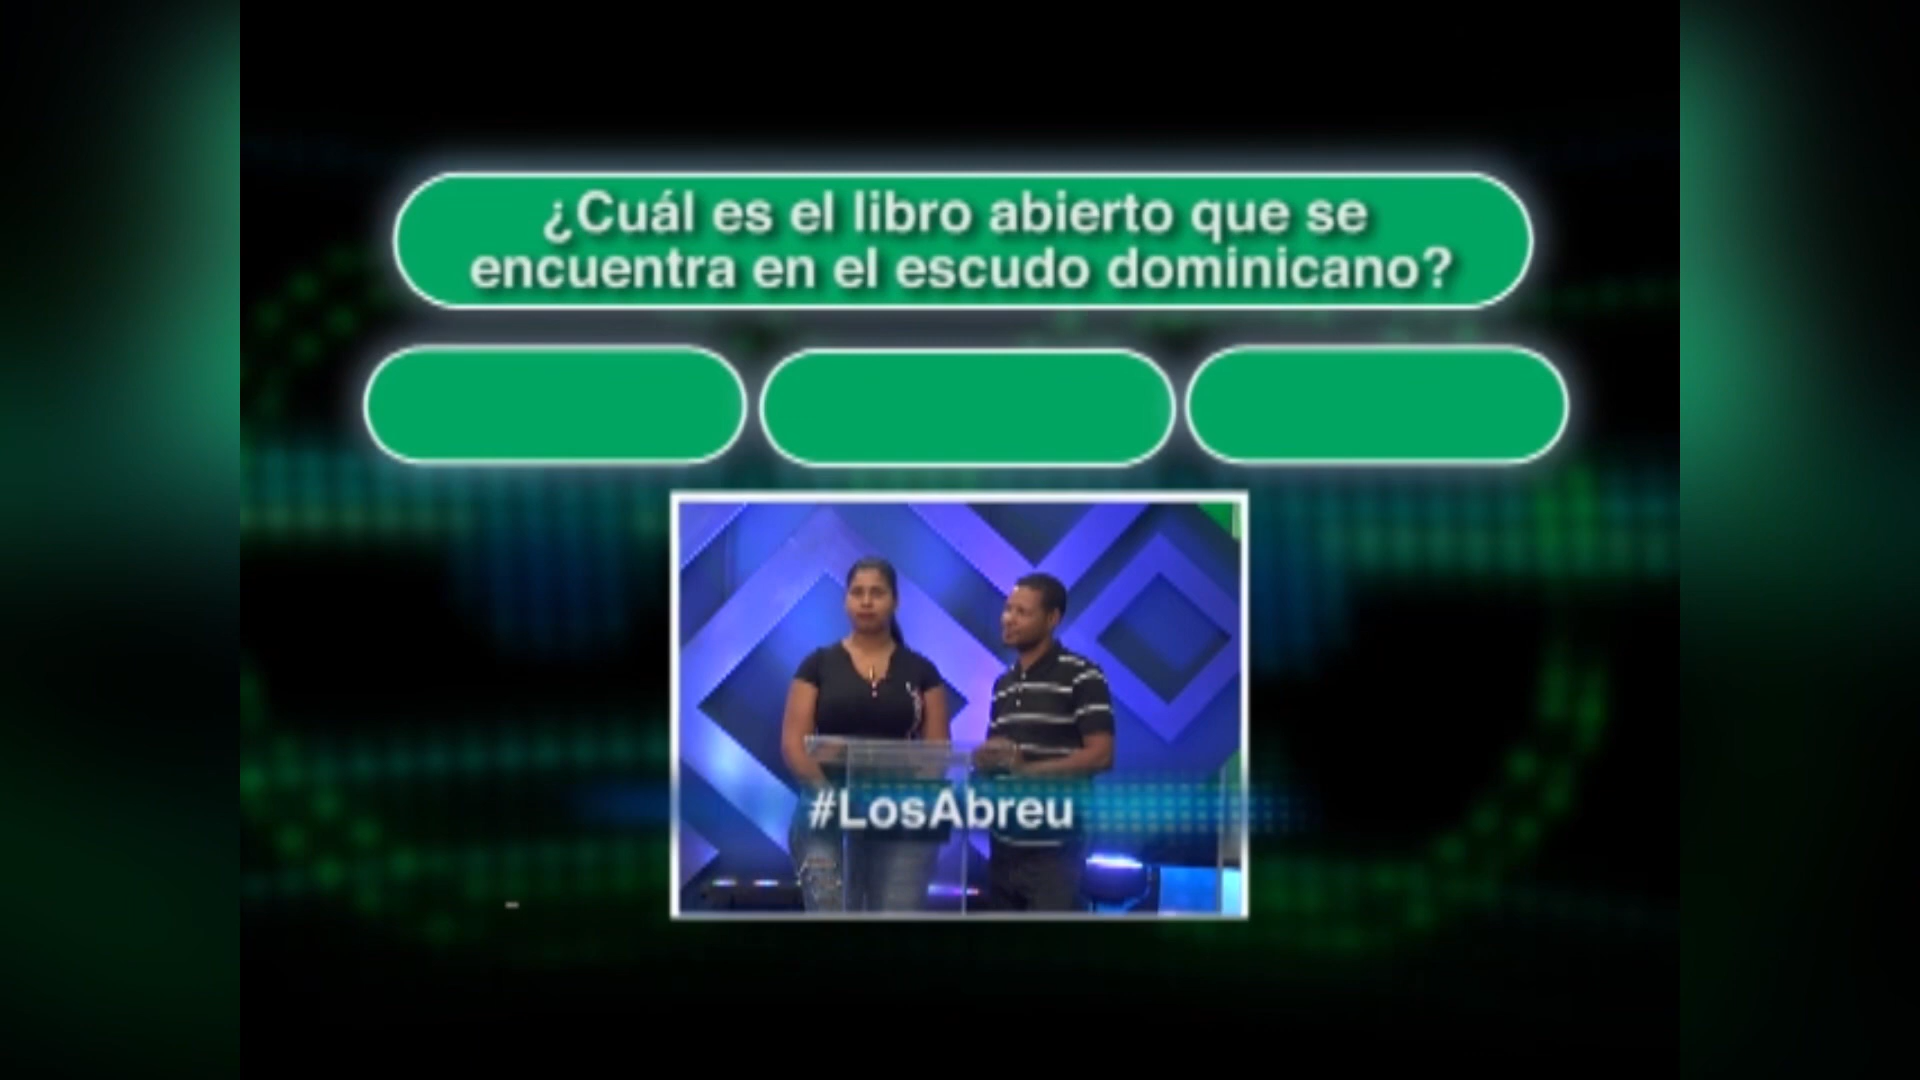 ¿Cuál es el libro abierto que se
encuentra en el escudo dominicano?
#LosAbreu